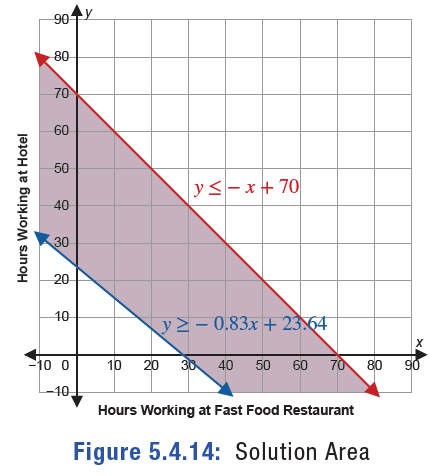 y
90
80
70
60
50
40
30
20
10
-10
Hours Working at Hotel
y ≤ − x + 70
y ≥ − 0.83x + 23.64
x
−10 0 10 20 30 40 50 60 70 80 90
Hours Working at Fast Food Restaurant
Figure 5.4.14: Solution Area